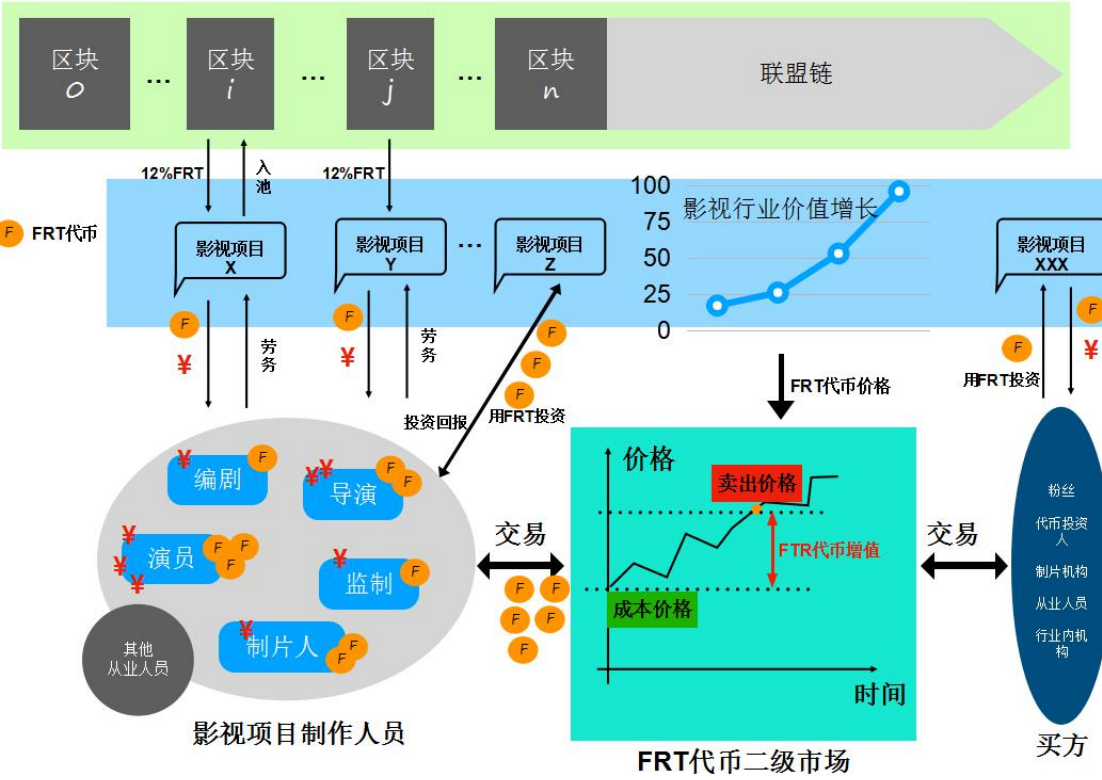 区块
0
...
区块
i
...
区块
j
...
区块
n
联盟链
12%FRT
入
池
12%FRT
F
FRT代币
影视项目
X
影视项目
Y
...
影视项目
Z
100
75
50
25
0
影视行业价值增长
影视项目
XXX
F
¥
劳
务
F
¥
劳
务
投资回报
F
F
F
用FRT投资
FRT代币价格
F
用FRT投资
F
¥
¥
编剧
F
¥¥
导演
F
F
¥
¥
¥
演员
F
F
F
¥
监制
F
¥
制片人
F
F
其他
从业人员
影视项目制作人员
交易
F
F
F
F
F
价格
卖出价格
FTR代币增值
成本价格
时间
FRT代币二级市场
交易
粉丝
代币投资
人
制片机构
从业人员
行业内机
构
买方